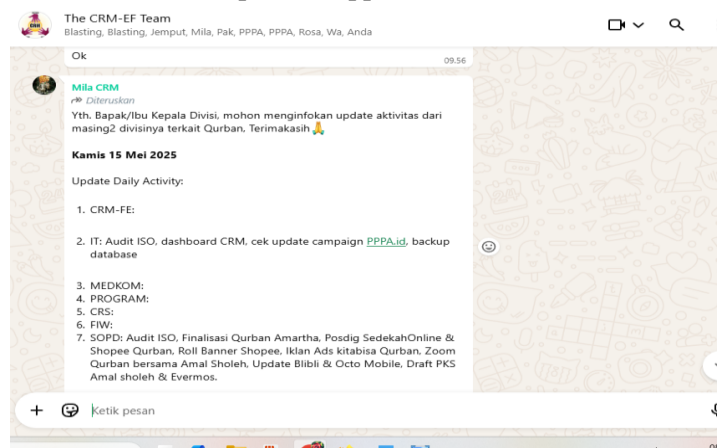 The CRM-EF Team
Blasting, Blasting, Jemput, Mila, Pak, PPPA, PPPA, Rosa, Wa, Anda
Ok
09.56
Mila CRM
Diteruskan
Yth. Bapak/Ibu Kepala Divisi, mohon menginfokan update aktivitas dari
masing2 divisinya terkait Qurban, Terimakasih🙏
Kamis 15 Mei 2025
Update Daily Activity:
1. CRM-FE:
2. IT: Audit ISO, dashboard CRM, cek update campaign PPPA.id, backup
database
3. MEDKOM:
4. PROGRAM:
5. CRS:
6. FIW:
7. SOPD: Audit ISO, Finalisasi Qurban Amartha, Posdig SedekahOnline &
Shopee Qurban, Roll Banner Shopee, Iklan Ads kitabisa Qurban, Zoom
Qurban bersama Amal Sholeh, Update Blibli & Octo Mobile, Draft PKS
Amal sholeh & Evermos.
Ketik pesan